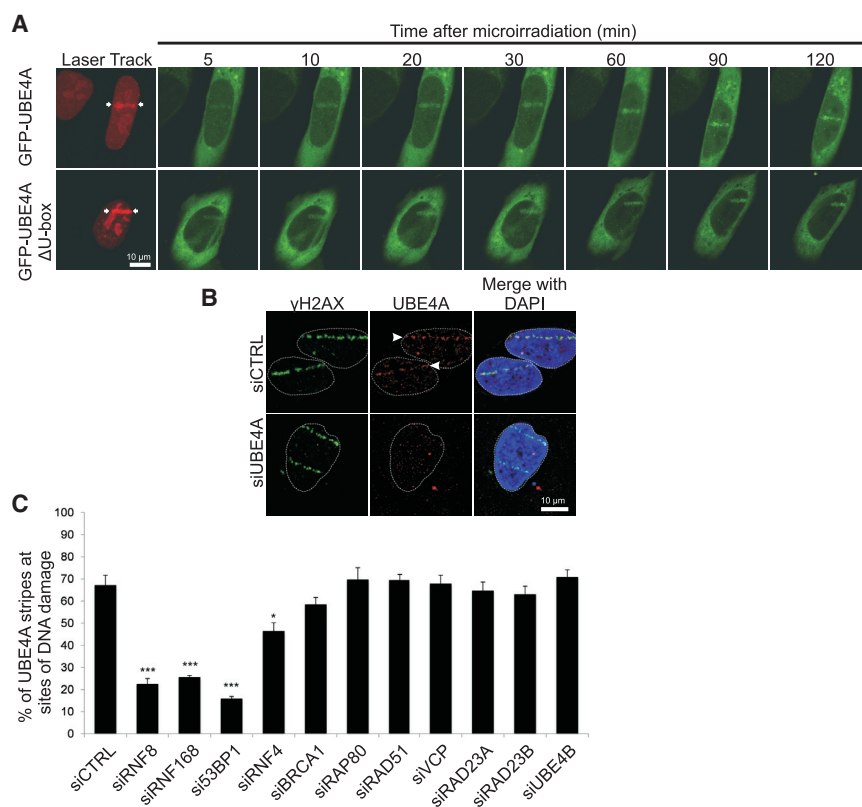 A
Time after microirradiation (min)
Laser Track
5
10
20
30
60
90
120
GFP-UBE4A
GFP-UBE4A
ΔU-box
10 µm
B
γH2AX
UBE4A
Merge with
DAPI
siCTRL
siUBE4A
10 µm
C
% of UBE4A stripes at
sites of DNA damage
100
90
80
70
60
50
40
30
20
10
0
***
***
***
*
siCTRL
siRNF8
siRNF168
si53BP1
siRNF4
siBRCA1
siRAP80
siRAD51
siVCP
siRAD23A
siRAD23B
siUBE4B